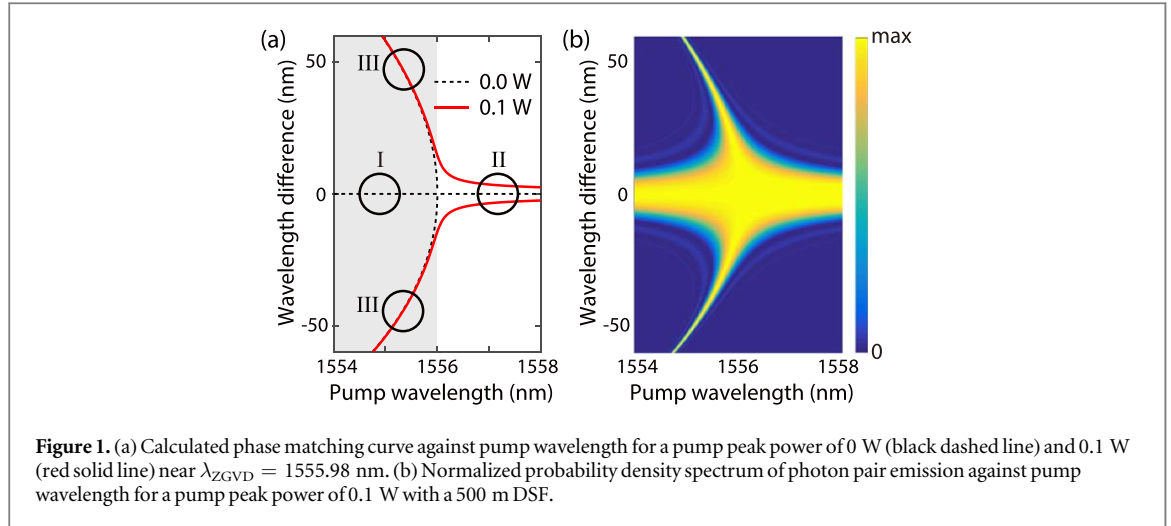 (a)
Wavelength difference (nm)
50
0
-50
III
0.0 W
0.1 W
I
II
III
1554
1556
1558
Pump wavelength (nm)
(b)
Wavelength difference (nm)
50
0
-50
1554
1556
1558
Pump wavelength (nm)
max
0
Figure 1. (a) Calculated phase matching curve against pump wavelength for a pump peak power of 0 W (black dashed line) and 0.1 W
(red solid line) near λZGVD = 1555.98 nm. (b) Normalized probability density spectrum of photon pair emission against pump
wavelength for a pump peak power of 0.1 W with a 500 m DSF.